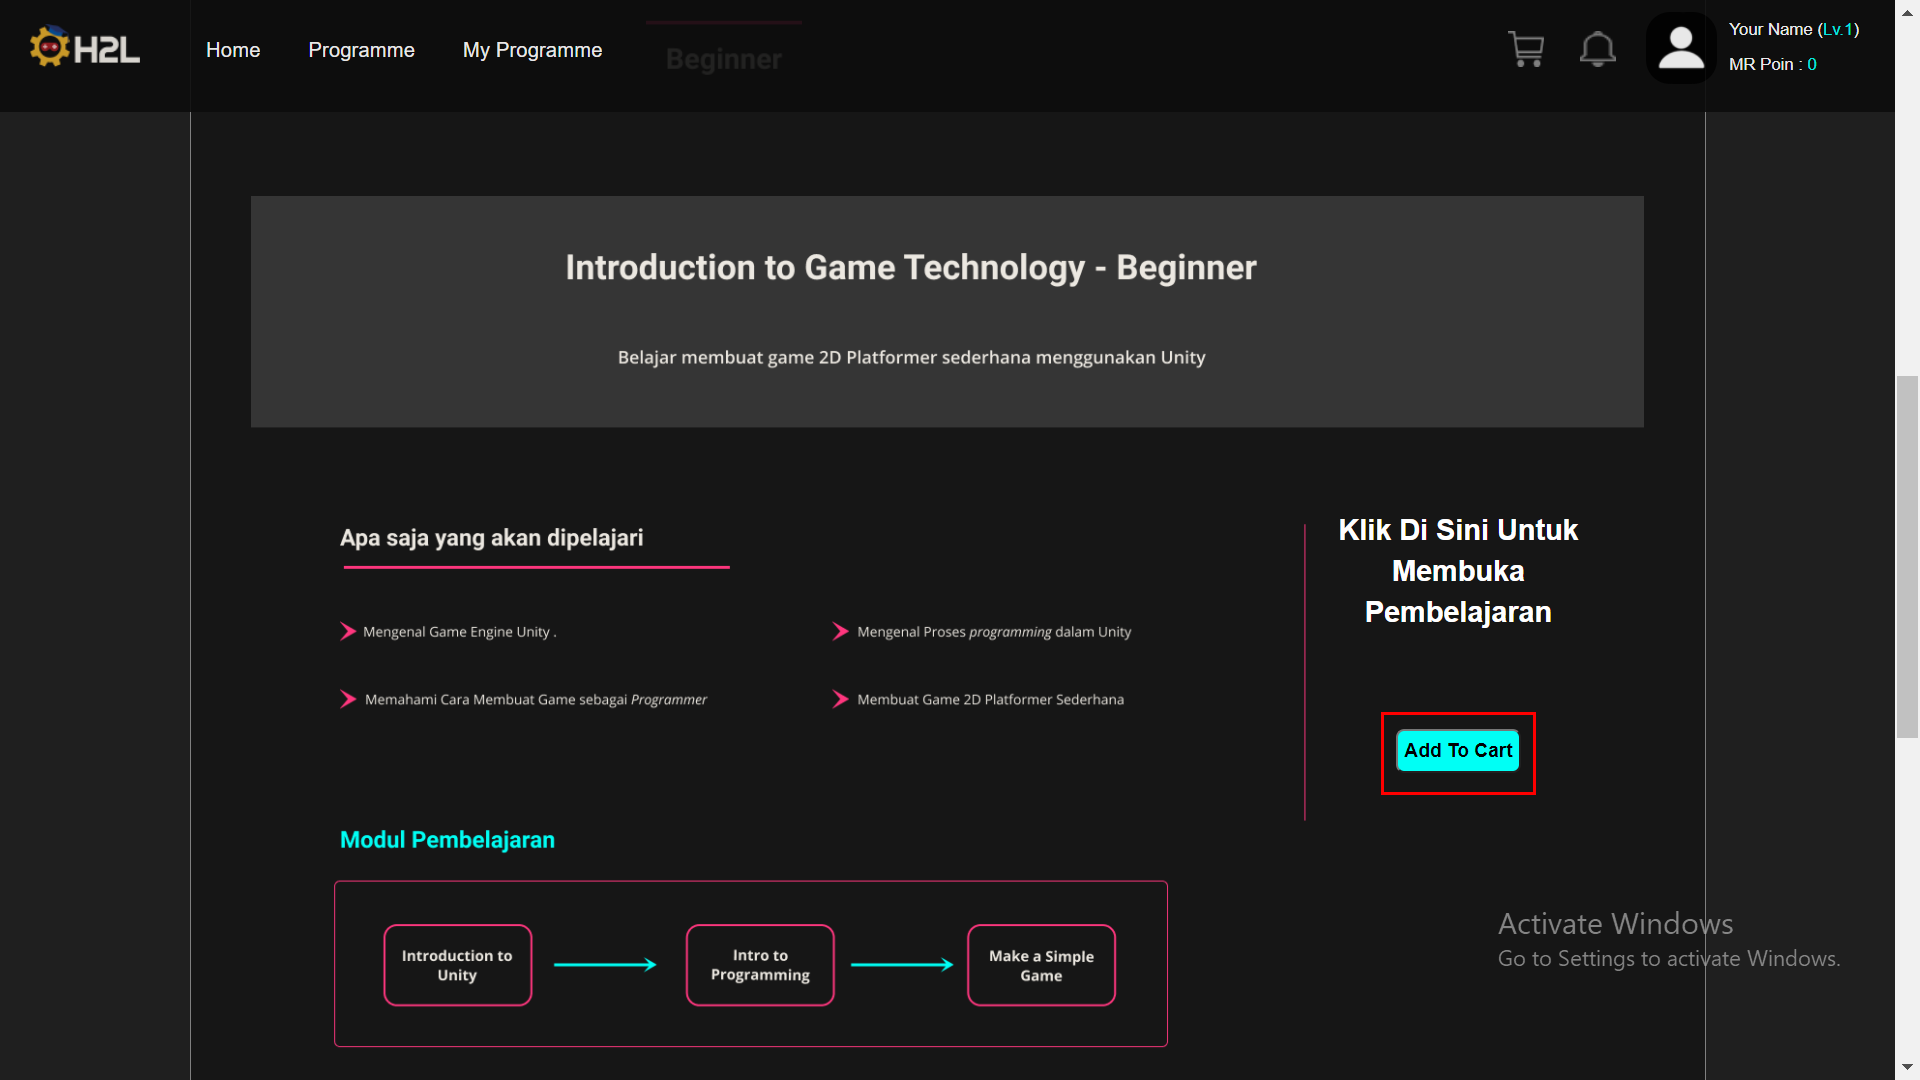 H2L
Home
Programme
My Programme
Beginner
Your Name (Lv.1)
MR Poin : 0
Introduction to Game Technology - Beginner
Belajar membuat game 2D Platformer sederhana menggunakan Unity
Apa saja yang akan dipelajari
Mengenal Game Engine Unity .
Mengenal Proses programming dalam Unity
Memahami Cara Membuat Game sebagai Programmer
Membuat Game 2D Platformer Sederhana
Klik Di Sini Untuk
Membuka
Pembelajaran
Add To Cart
Modul Pembelajaran
Introduction to
Unity
Intro to
Programming
Make a Simple
Game
Activate Windows
Go to Settings to activate Windows.